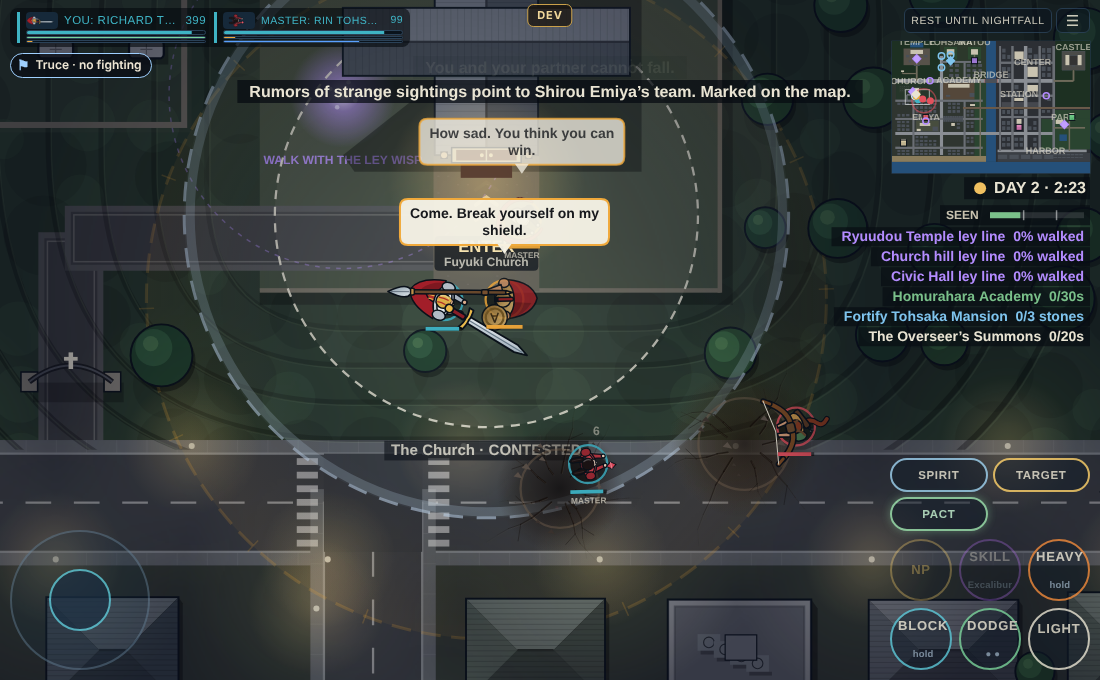 YOU: RICHARD T... 399
MASTER: RIN TOHS... 99
DEV
REST UNTIL NIGHTFALL
☰
Truce · no fighting
You and your partner cannot fall.
Rumors of strange sightings point to Shirou Emiya's team. Marked on the map.
How sad. You think you can
win.
WALK WITH THE LEY WISP
Come. Break yourself on my
shield.
ENTER
MASTER
Fuyuki Church
CASTLE
CENTER
BRIDGE
CHURCH
ACADEMY
STATION
EMIYA
PARK
HARBOR
DAY 2 · 2:23
SEEN
Ryuudou Temple ley line 0% walked
Church hill ley line 0% walked
Civic Hall ley line 0% walked
Homurahara Academy 0/30s
Fortify Tohsaka Mansion 0/3 stones
The Overseer's Summons 0/20s
6
The Church · CONTESTED
MASTER
SPIRIT
TARGET
PACT
NP
SKILL
Excalibur
HEAVY
hold
BLOCK
hold
DODGE
LIGHT